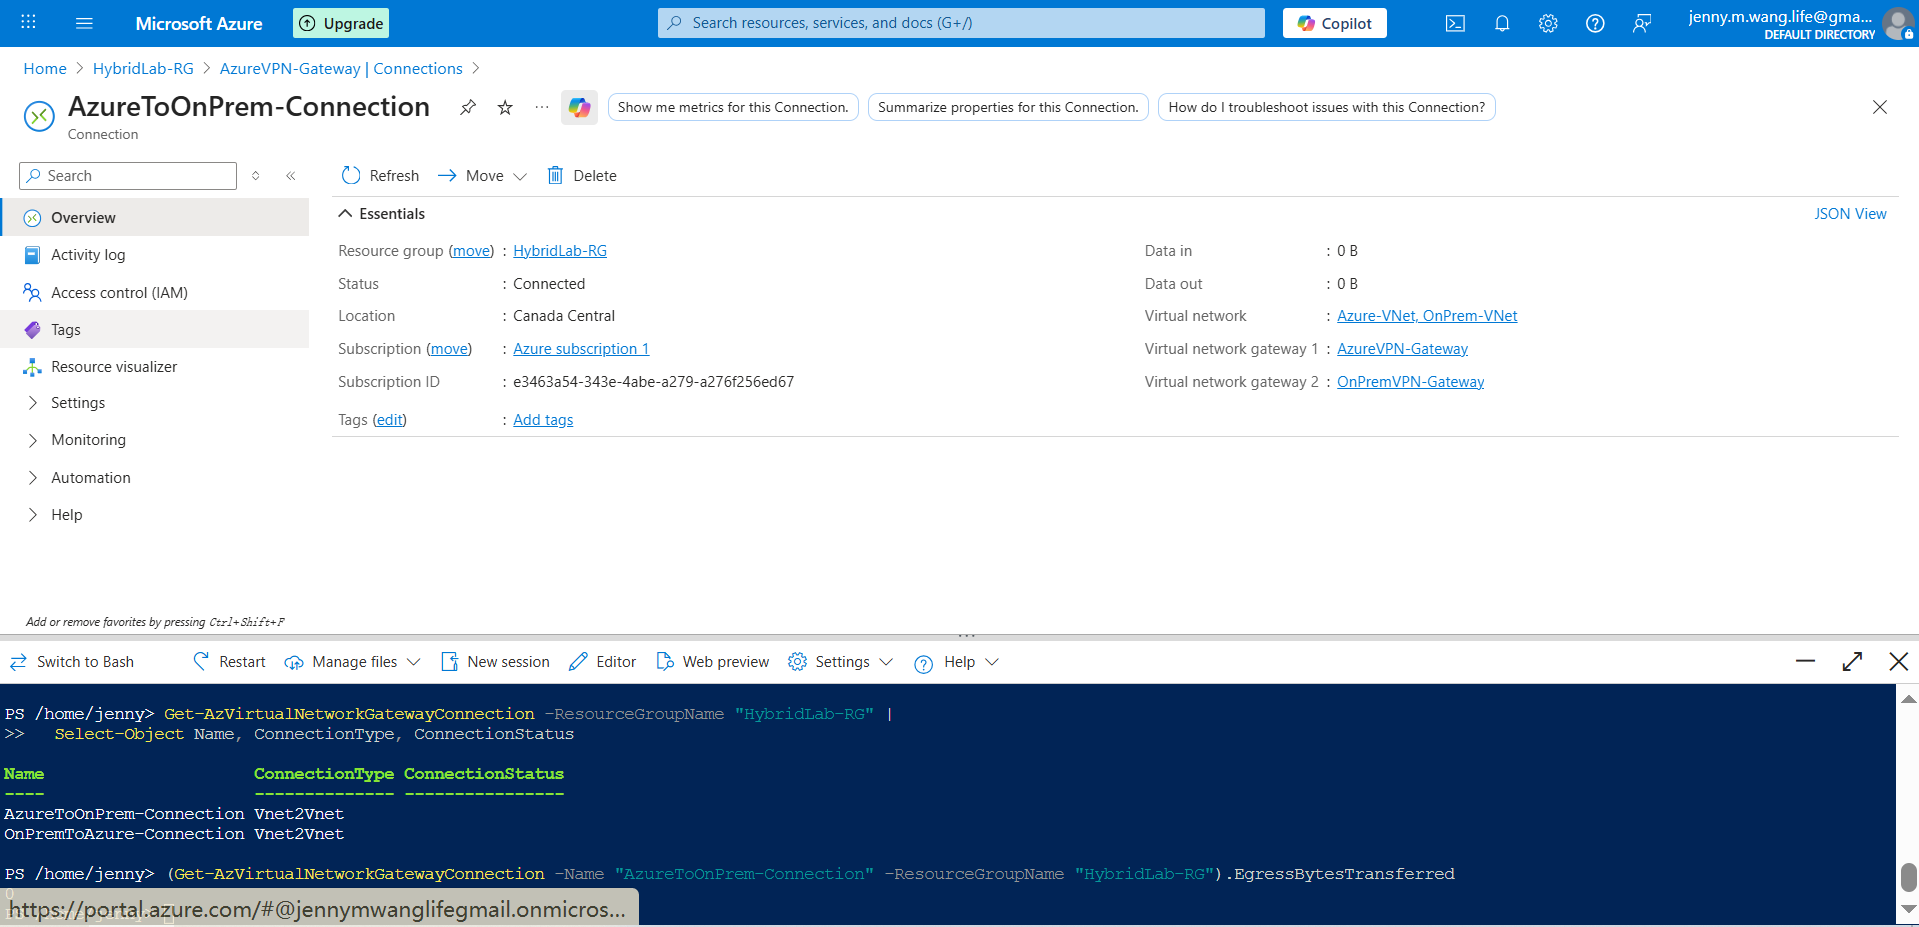 Microsoft Azure
Upgrade
Search resources, services, and docs (G+/)
Copilot
jenny.m.wang.life@gma...
DEFAULT DIRECTORY
Home > HybridLab-RG > AzureVPN-Gateway | Connections >
AzureToOnPrem-Connection
Connection
Show me metrics for this Connection.
Summarize properties for this Connection.
How do I troubleshoot issues with this Connection?
Search
Refresh
Move
Delete
Overview
Activity log
Access control (IAM)
Tags
Resource visualizer
Settings
Monitoring
Automation
Help
Add or remove favorites by pressing Ctrl+Shift+F
Essentials
JSON View
Resource group (move) : HybridLab-RG
Status : Connected
Location : Canada Central
Subscription (move) : Azure subscription 1
Subscription ID : e3463a54-343e-4abe-a279-a276f256ed67
Tags (edit) : Add tags
Data in : 0 B
Data out : 0 B
Virtual network : Azure-VNet, OnPrem-VNet
Virtual network gateway 1 : AzureVPN-Gateway
Virtual network gateway 2 : OnPremVPN-Gateway
Switch to Bash
Restart
Manage files
New session
Editor
Web preview
Settings
Help
PS /home/jenny> Get-AzVirtualNetworkGatewayConnection -ResourceGroupName "HybridLab-RG" |
>> Select-Object Name, ConnectionType, ConnectionStatus
Name ConnectionType ConnectionStatus
---- -------------- ----------------
AzureToOnPrem-Connection Vnet2Vnet
OnPremToAzure-Connection Vnet2Vnet
PS /home/jenny> (Get-AzVirtualNetworkGatewayConnection -Name "AzureToOnPrem-Connection" -ResourceGroupName "HybridLab-RG").EgressBytesTransferred
0
https://portal.azure.com/#@jennymwanglifegmail.onmicros...